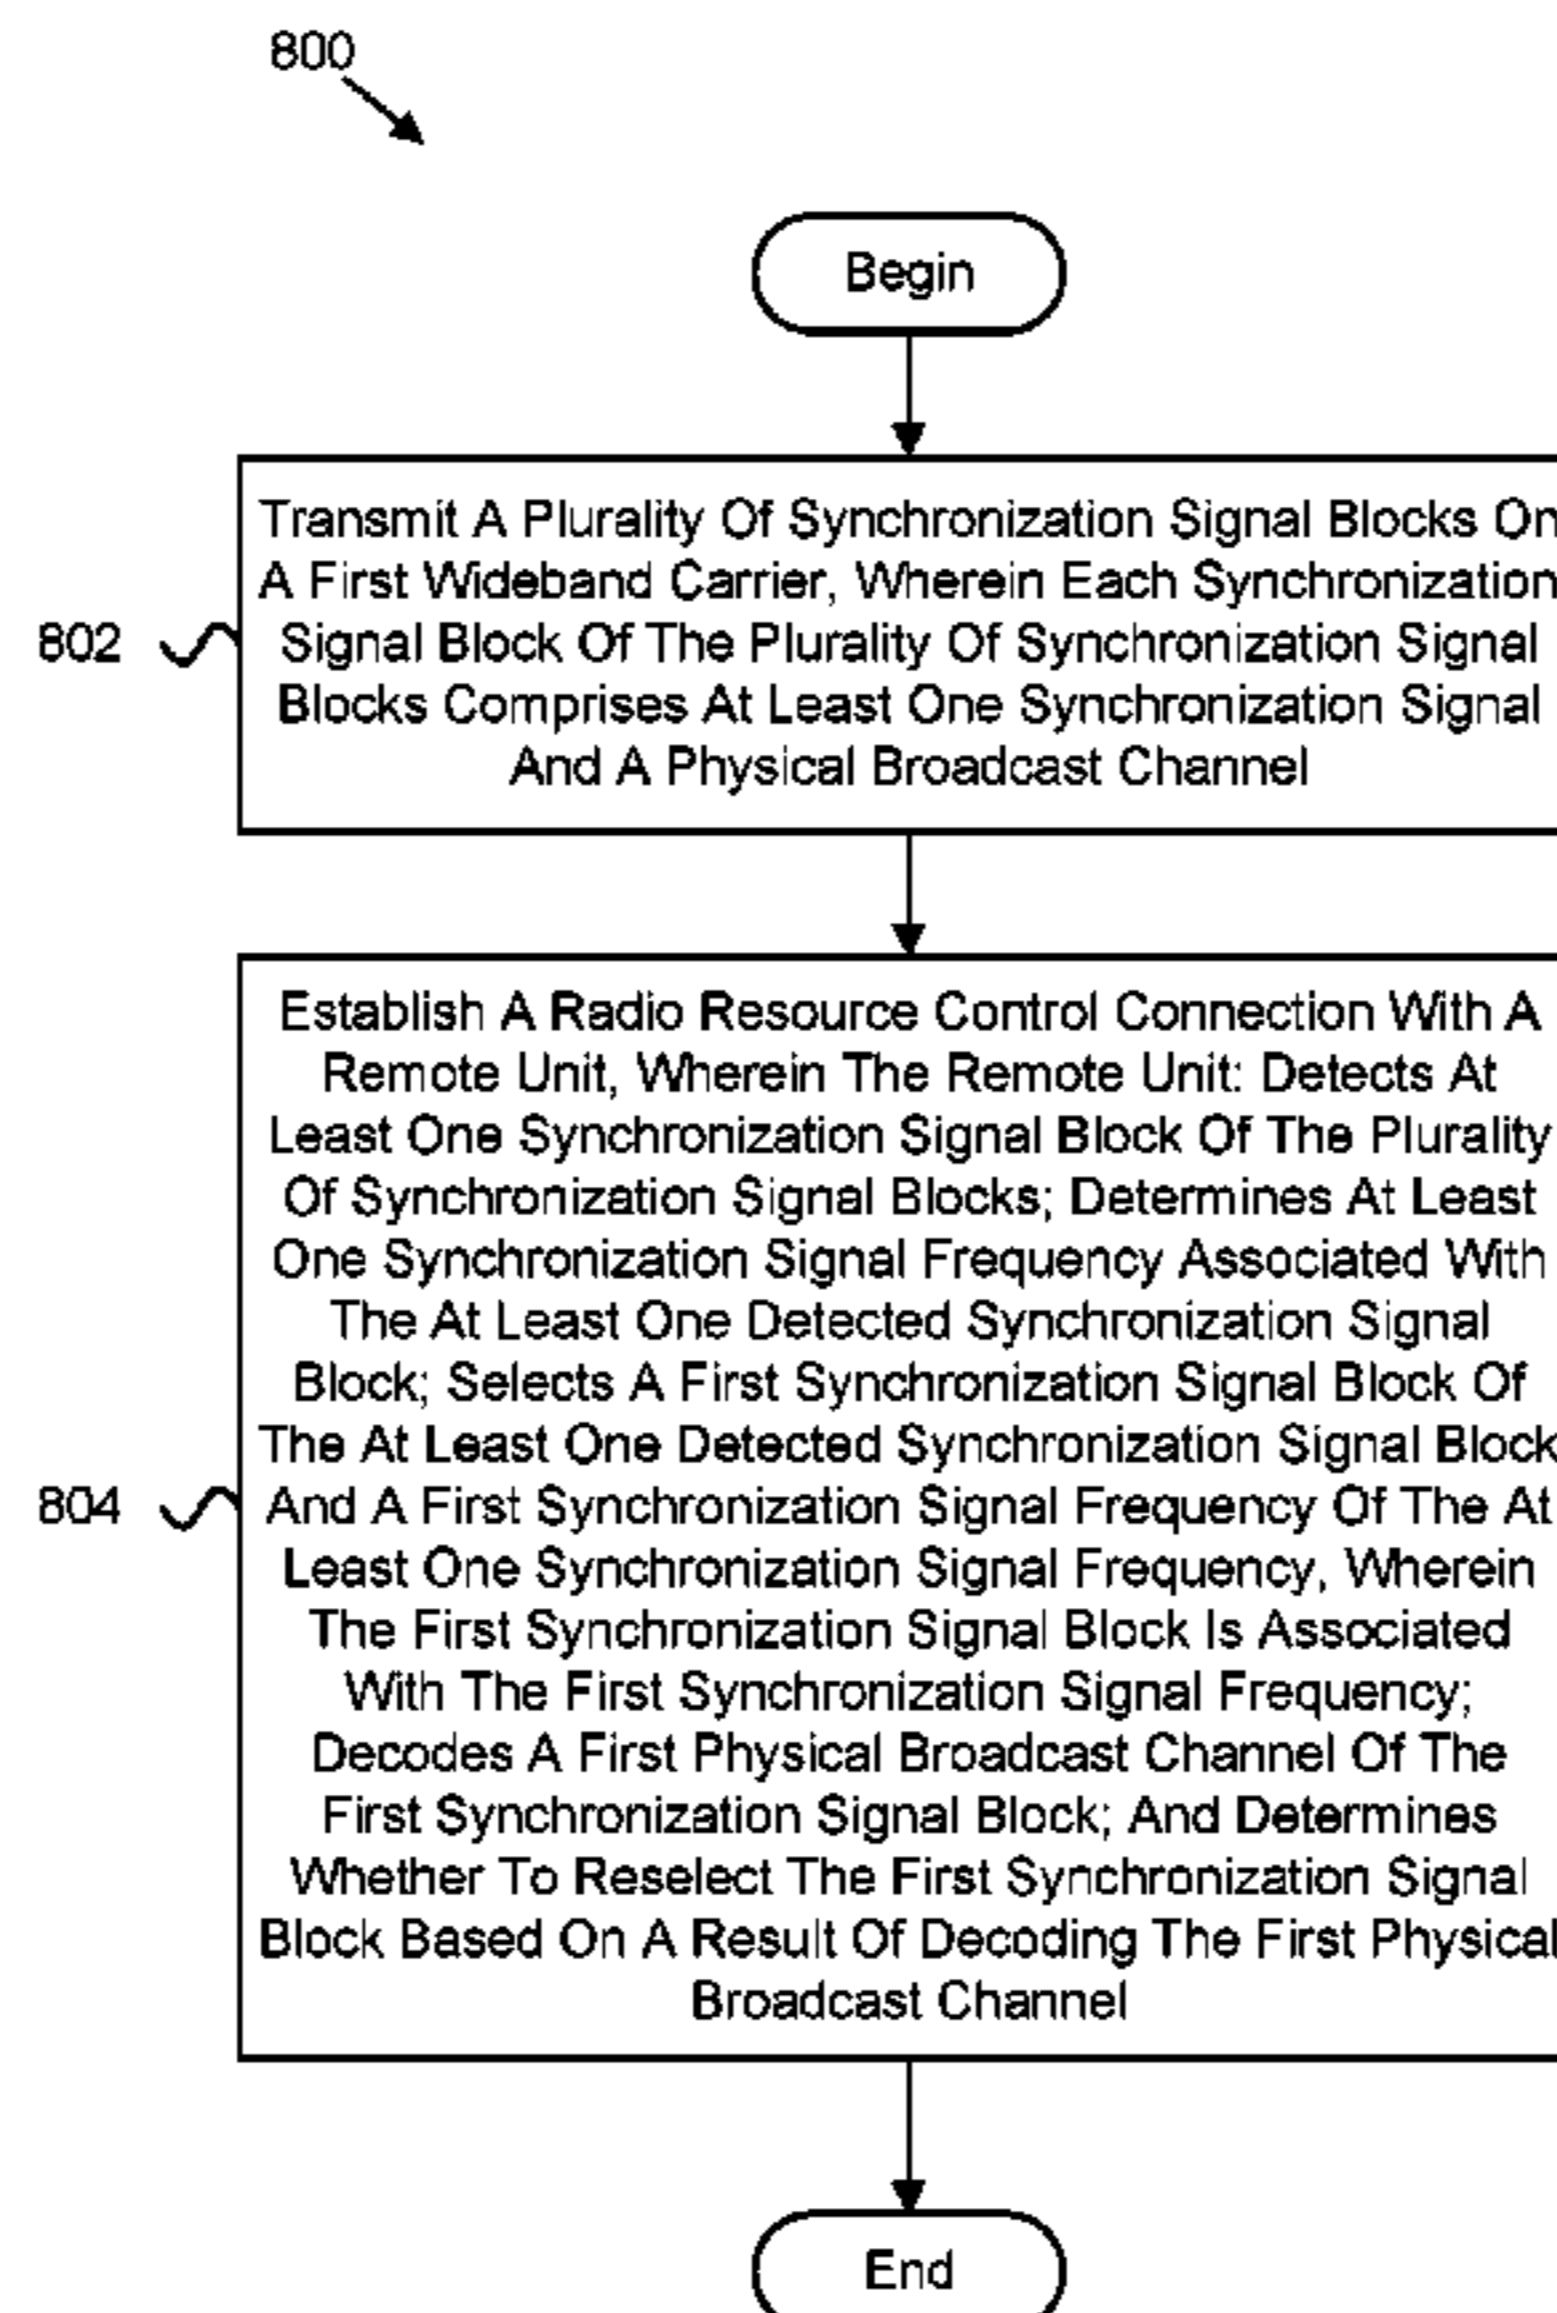 800
Begin
802
Transmit A Plurality Of Synchronization Signal Blocks On
A First Wideband Carrier, Wherein Each Synchronization
Signal Block Of The Plurality Of Synchronization Signal
Blocks Comprises At Least One Synchronization Signal
And A Physical Broadcast Channel
804
Establish A Radio Resource Control Connection With A
Remote Unit, Wherein The Remote Unit: Detects At
Least One Synchronization Signal Block Of The Plurality
Of Synchronization Signal Blocks; Determines At Least
One Synchronization Signal Frequency Associated With
The At Least One Detected Synchronization Signal
Block; Selects A First Synchronization Signal Block Of
The At Least One Detected Synchronization Signal Block
And A First Synchronization Signal Frequency Of The At
Least One Synchronization Signal Frequency, Wherein
The First Synchronization Signal Block Is Associated
With The First Synchronization Signal Frequency;
Decodes A First Physical Broadcast Channel Of The
First Synchronization Signal Block; And Determines
Whether To Reselect The First Synchronization Signal
Block Based On A Result Of Decoding The First Physical
Broadcast Channel
End